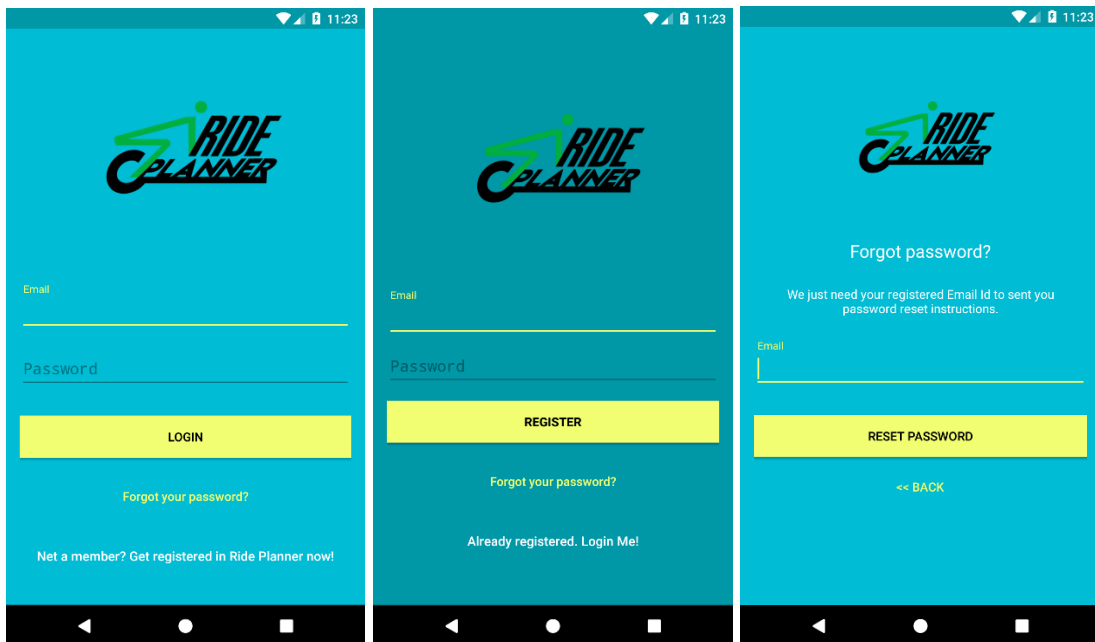 11:23
RIDE
PLANNER
Email
Password
LOGIN
Forgot your password?
Net a member? Get registered in Ride Planner now!
11:23
RIDE
PLANNER
Email
Password
REGISTER
Forgot your password?
Already registered. Login Me!
11:23
RIDE
PLANNER
Forgot password?
We just need your registered Email Id to sent you
password reset instructions.
Email
RESET PASSWORD
<< BACK